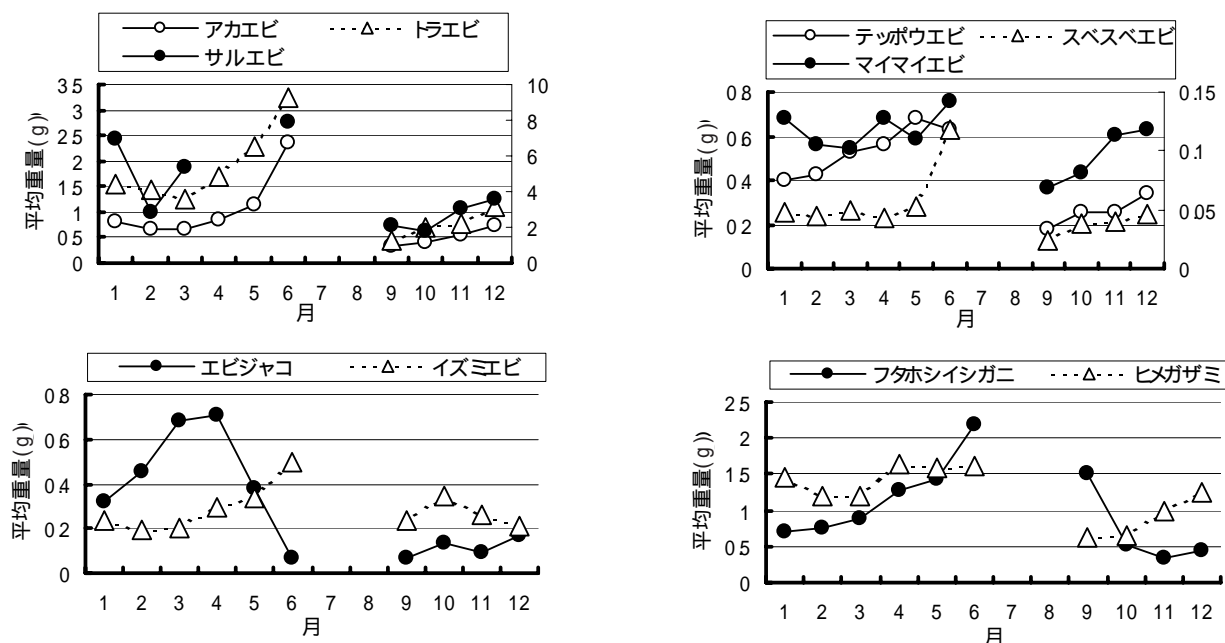 アカエビ トラエビ
サルエビ
平均重量(g)
3.5
3
2.5
2
1.5
1
0.5
0
10
8
6
4
2
0
1 2 3 4 5 6 7 8 9 10 11 12
月
テッポウエビ スベスベエビ
マイマイエビ
平均重量(g)
0.8
0.6
0.4
0.2
0
0.15
0.1
0.05
0
1 2 3 4 5 6 7 8 9 10 11 12
月
エビジャコ イズミエビ
平均重量(g)
0.8
0.6
0.4
0.2
0
1 2 3 4 5 6 7 8 9 10 11 12
月
フタホシイシガニ ヒメガザミ
平均重量(g)
2.5
2
1.5
1
0.5
0
1 2 3 4 5 6 7 8 9 10 11 12
月